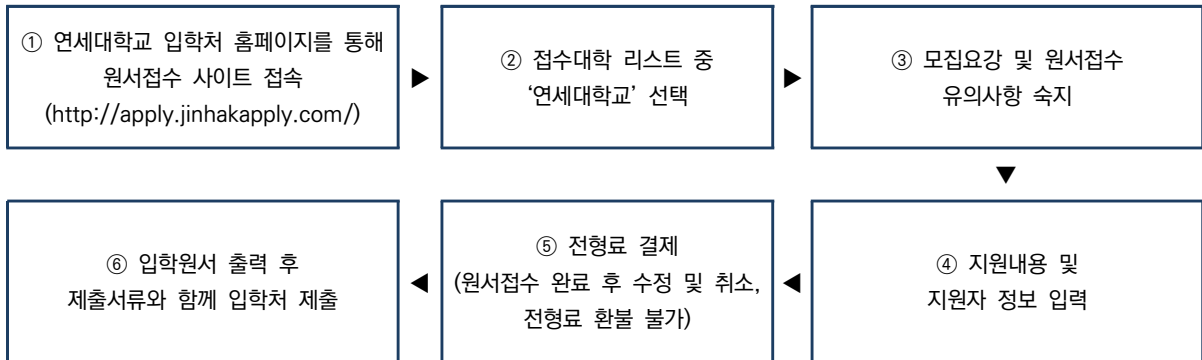 ① 연세대학교 입학처 홈페이지를 통해
원서접수 사이트 접속
(http://apply.jinhakapply.com/)
▶
② 접수대학 리스트 중
‘연세대학교’ 선택
▶
③ 모집요강 및 원서접수
유의사항 숙지
▼
④ 지원내용 및
지원자 정보 입력
◀
⑤ 전형료 결제
(원서접수 완료 후 수정 및 취소,
전형료 환불 불가)
◀
⑥ 입학원서 출력 후
제출서류와 함께 입학처 제출